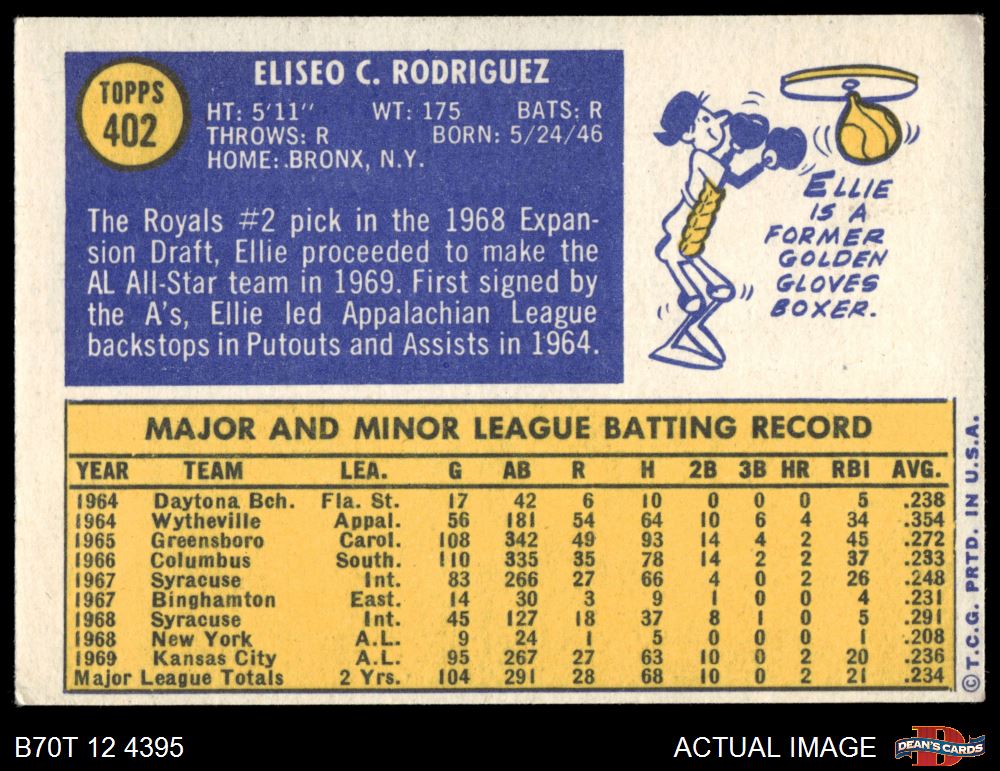 TOPPS
402
ELISEO C. RODRIGUEZ
HT: 5'11" WT: 175 BATS: R
THROWS: R BORN: 5/24/46
HOME: BRONX, N.Y.
The Royals #2 pick in the 1968 Expan-
sion Draft, Ellie proceeded to make the
AL All-Star team in 1969. First signed by
the A's, Ellie led Appalachian League
backstops in Putouts and Assists in 1964.
ELLIE
IS A
FORMER
GOLDEN
GLOVES
BOXER.
MAJOR AND MINOR LEAGUE BATTING RECORD
YEAR TEAM LEA. G AB R H 2B 3B HR RBI AVG.
1964 Daytona Bch. Fla. St. 17 42 6 10 0 0 0 5 .238
1964 Wytheville Appal. 56 181 54 64 10 6 4 34 .354
1965 Greensboro Carol. 108 342 49 93 14 4 2 45 .272
1966 Columbus South. 110 335 35 78 14 2 2 37 .233
1967 Syracuse Int. 83 266 27 66 4 0 2 26 .248
1967 Binghamton East. 14 30 3 9 1 0 0 4 .231
1968 Syracuse Int. 45 127 18 37 8 1 0 5 .291
1968 New York A.L. 9 24 1 5 0 0 0 1 .208
1969 Kansas City A.L. 95 267 27 63 10 0 2 20 .236
Major League Totals 2 Yrs. 104 291 28 68 10 0 2 21 .234
© T.C.G. PRTD. IN U.S.A.
B70T 12 4395
ACTUAL IMAGE
DEAN'S CARDS